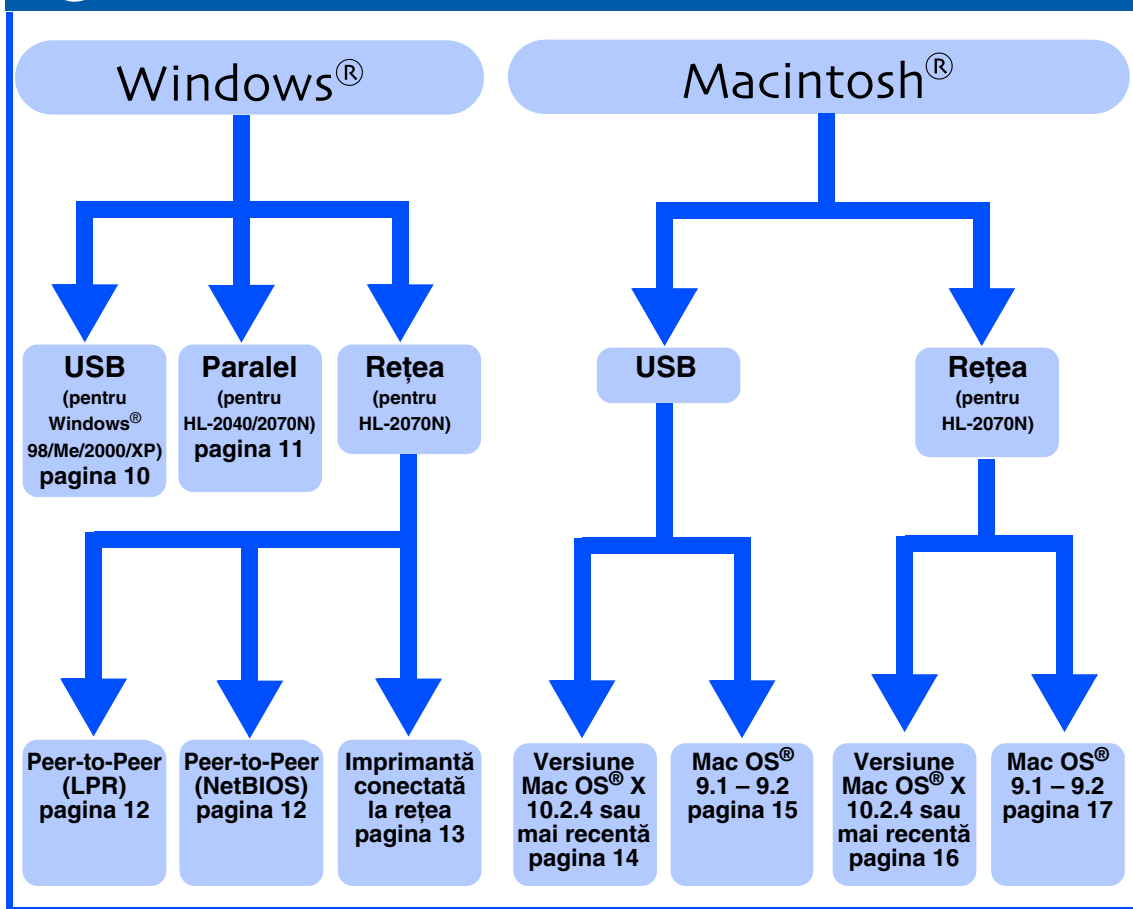 Windows®
Macintosh®
USB
(pentru
Windows®
98/Me/2000/XP)
pagina 10
Paralel
(pentru
HL-2040/2070N)
pagina 11
Rețea
(pentru
HL-2070N)
USB
Rețea
(pentru
HL-2070N)
Peer-to-Peer
(LPR)
pagina 12
Peer-to-Peer
(NetBIOS)
pagina 12
Imprimantă
conectată
la rețea
pagina 13
Versiune
Mac OS® X
10.2.4 sau
mai recentă
pagina 14
Mac OS®
9.1 – 9.2
pagina 15
Versiune
Mac OS® X
10.2.4 sau
mai recentă
pagina 16
Mac OS®
9.1 – 9.2
pagina 17